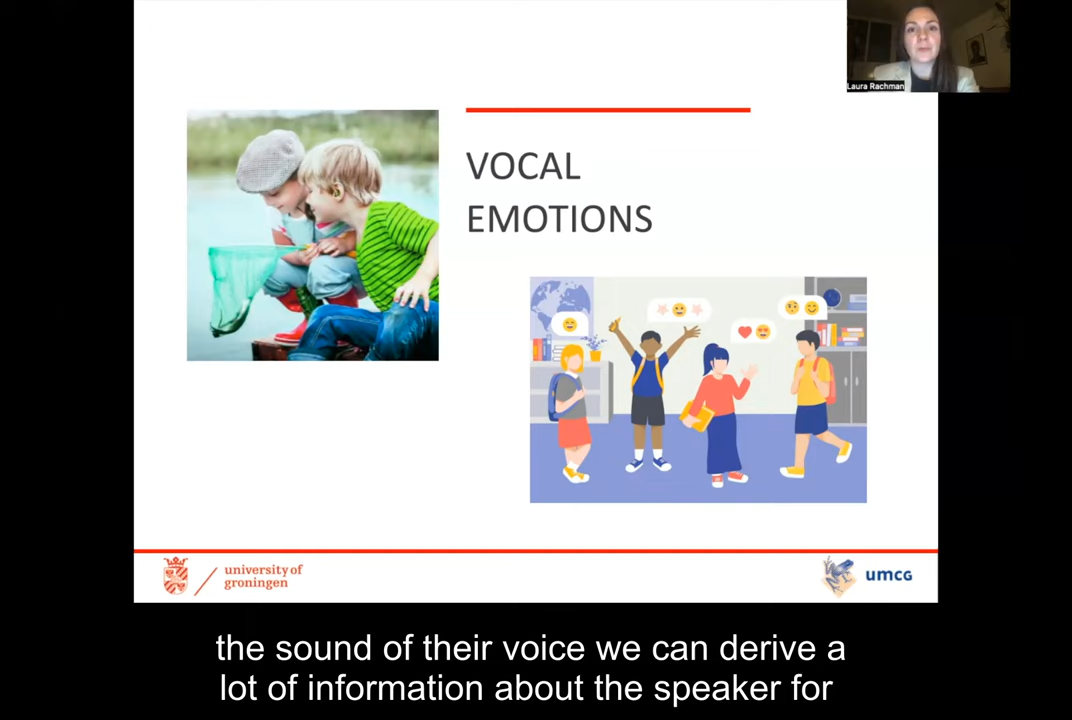 Laura Rachman
VOCAL
EMOTIONS
university of
groningen
umcg
the sound of their voice we can derive a
lot of information about the speaker for